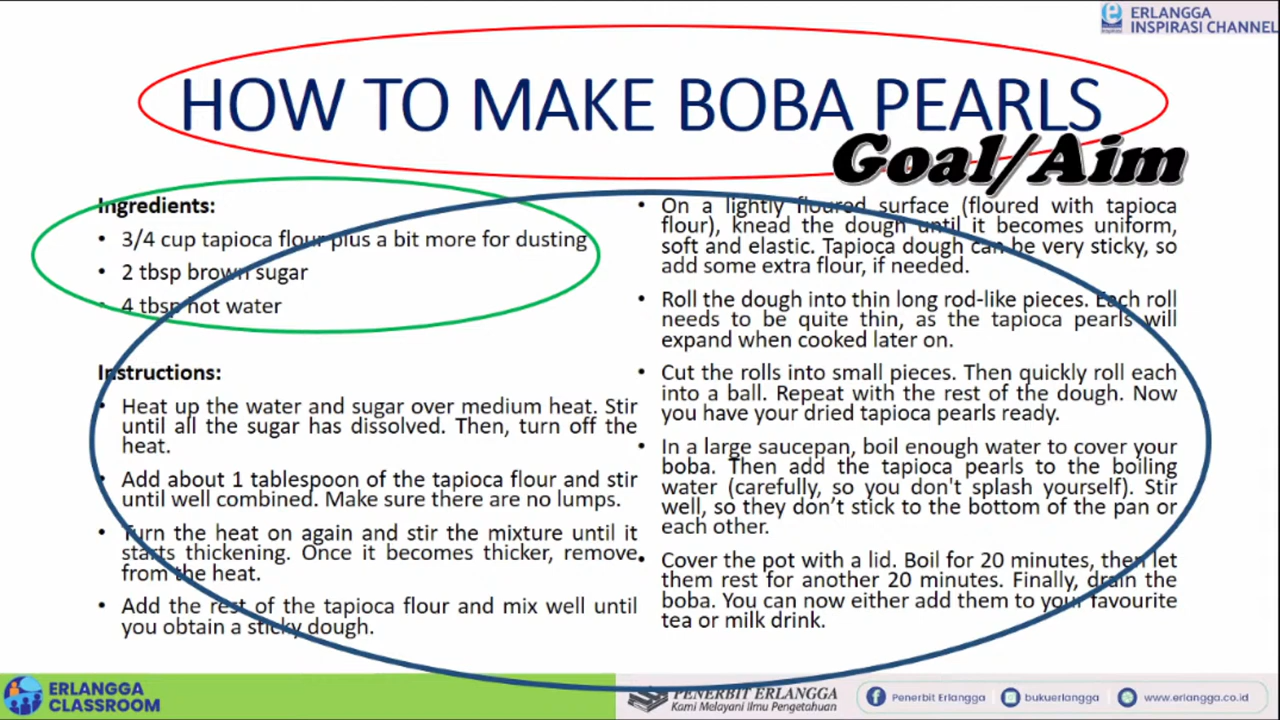 ERLANGGA
INSPIRASI CHANNEL
HOW TO MAKE BOBA PEARLS
Goal/Aim
Ingredients:
• 3/4 cup tapioca flour plus a bit more for dusting
• 2 tbsp brown sugar
• 4 tbsp hot water
Instructions:
• Heat up the water and sugar over medium heat. Stir
until all the sugar has dissolved. Then, turn off the
heat.
• Add about 1 tablespoon of the tapioca flour and stir
until well combined. Make sure there are no lumps.
• Turn the heat on again and stir the mixture until it
starts thickening. Once it becomes thicker, remove
from the heat.
• Add the rest of the tapioca flour and mix well until
you obtain a sticky dough.
• On a lightly floured surface (floured with tapioca
flour), knead the dough until it becomes uniform,
soft and elastic. Tapioca dough can be very sticky, so
add some extra flour, if needed.
• Roll the dough into thin long rod-like pieces. Each roll
needs to be quite thin, as the tapioca pearls will
expand when cooked later on.
• Cut the rolls into small pieces. Then quickly roll each
into a ball. Repeat with the rest of the dough. Now
you have your dried tapioca pearls ready.
• In a large saucepan, boil enough water to cover your
boba. Then add the tapioca pearls to the boiling
water (carefully, so you don't splash yourself). Stir
well, so they don't stick to the bottom of the pan or
each other.
• Cover the pot with a lid. Boil for 20 minutes, then let
them rest for another 20 minutes. Finally, drain the
boba. You can now either add them to your favourite
tea or milk drink.
ERLANGGA
CLASSROOM
PENERBIT ERLANGGA
Kami Melayani Ilmu Pengetahuan
Penerbit Erlangga
bukuerlangga
www.erlangga.co.id